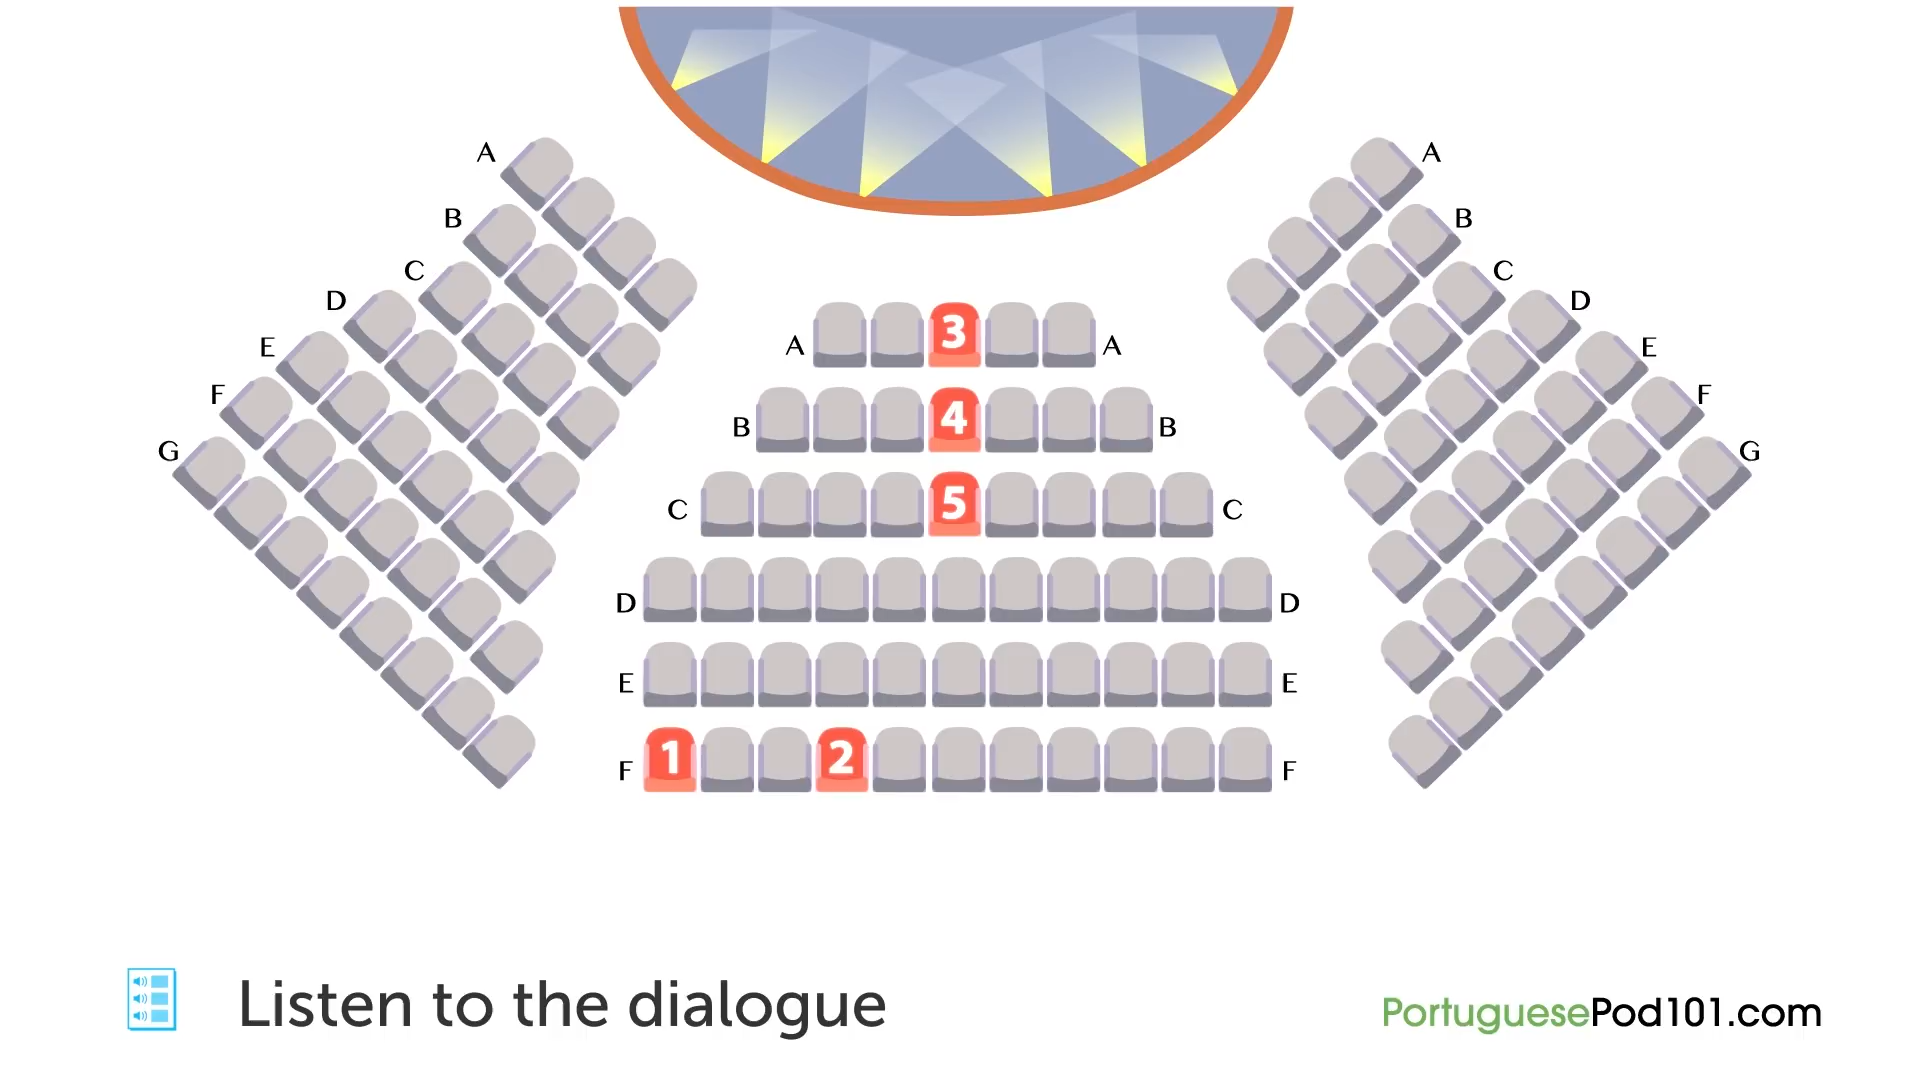 A
A
B
B
C
C
D
D
E
E
F
F
G
G
A 3 A
B 4 B
C 5 C
D D
E E
F 1 2 F
Listen to the dialogue
PortuguesePod101.com